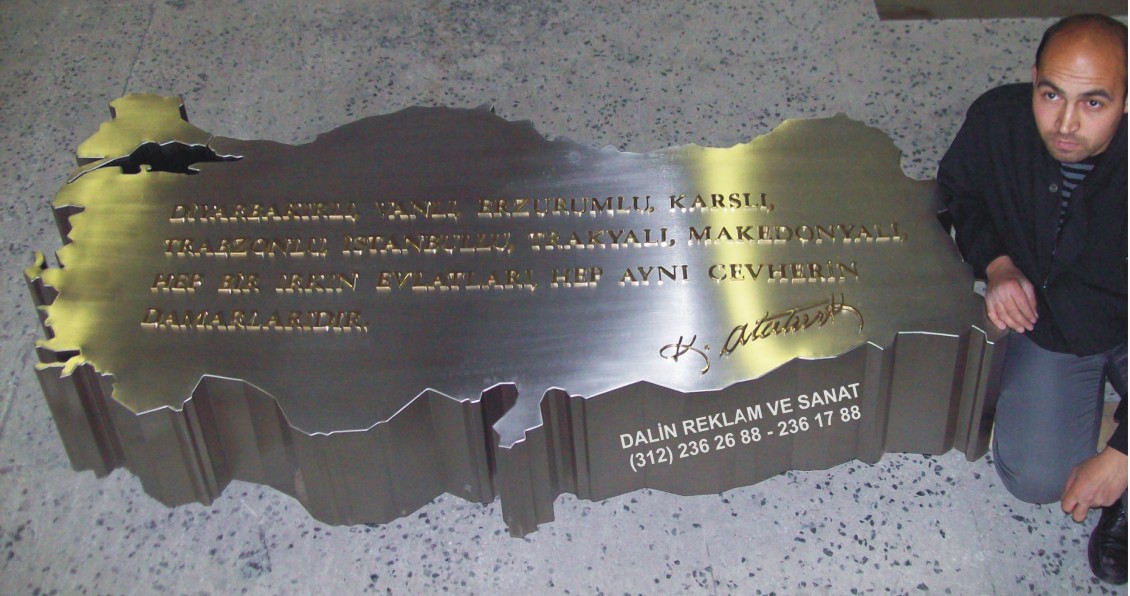 DİYARBAKIRLI, VANLI, ERZURUMLU, KARSLI,
TRABZONLU, İSTANBULLU, TRAKYALI, MAKEDONYALI,
HEP BİR IRKIN EVLATLARI, HEP AYNI CEVHERİN
DAMARLARIDIR.
K. Atatürk
DALİN REKLAM VE SANAT
(312) 236 26 88 - 236 17 88